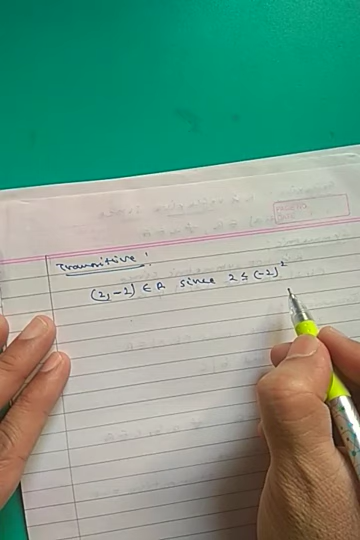 Transitive:
(2, -2) ∈ R since 2 ≤ (-2)²